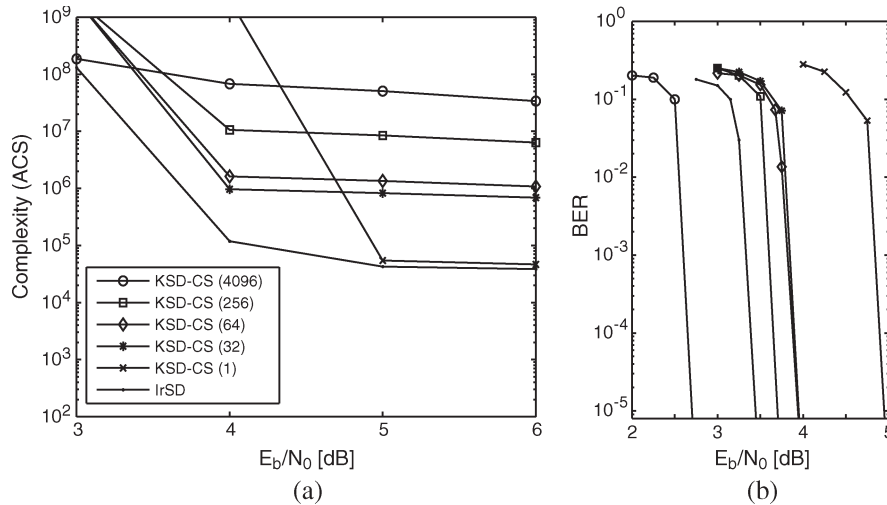 10^9
10^8
10^7
10^6
10^5
10^4
10^3
10^2
Complexity (ACS)
KSD-CS (4096)
KSD-CS (256)
KSD-CS (64)
KSD-CS (32)
KSD-CS (1)
IrSD
3 4 5 6
E_b/N_0 [dB]
(a)
10^0
10^-1
10^-2
10^-3
10^-4
10^-5
BER
2 3 4 5
E_b/N_0 [dB]
(b)